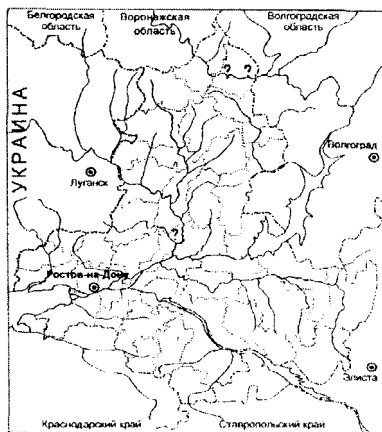 Белгородская область
Воронежская область
Волгоградская область
? ?
УКРАИНА
Волгоград
Луганск
?
Ростов-на-Дону
Элиста
Краснодарский край
Ставропольский край